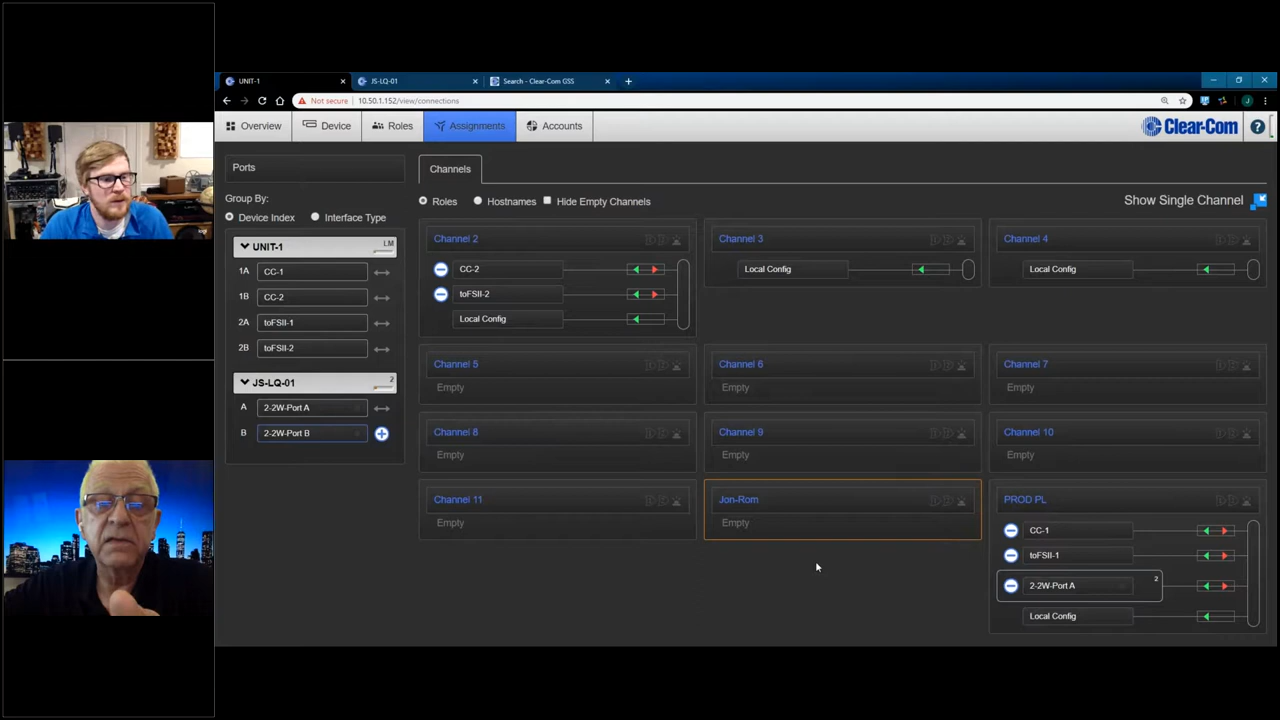 UNIT-1
JS-LQ-01
Search - Clear-Com GSS
Not secure
10.50.1.152/view/connections
Overview
Device
Roles
Assignments
Accounts
Clear-Com
?
Ports
Channels
Group By:
Device Index
Interface Type
Roles
Hostnames
Hide Empty Channels
Show Single Channel
UNIT-1
LM
1A
CC-1
1B
CC-2
2A
toFSII-1
2B
toFSII-2
JS-LQ-01
2
A
2-2W-Port A
B
2-2W-Port B
Channel 2
CC-2
toFSII-2
Local Config
Channel 3
Local Config
Channel 4
Local Config
Channel 5
Empty
Channel 6
Empty
Channel 7
Empty
Channel 8
Empty
Channel 9
Empty
Channel 10
Empty
Channel 11
Empty
Jon-Rom
Empty
PROD PL
CC-1
toFSII-1
2-2W-Port A
2
Local Config